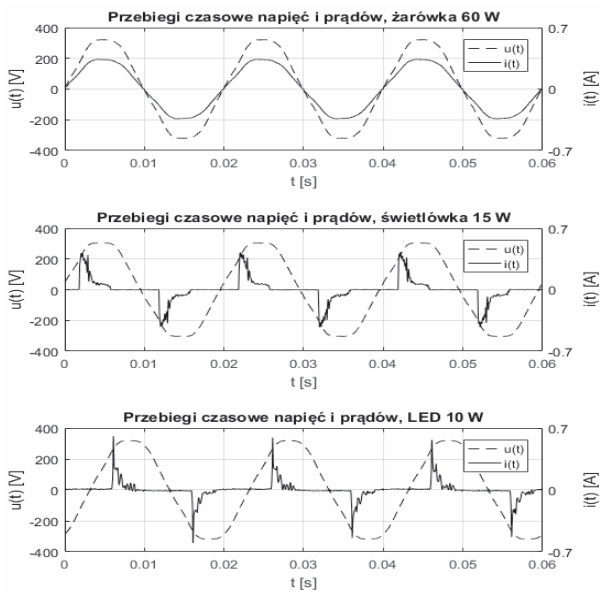 Przebiegi czasowe napięć i prądów, żarówka 60 W
400
200
0
-200
-400
u(t) [V]
0.7
0
-0.7
i(t) [A]
u(t)
i(t)
0 0.01 0.02 0.03 0.04 0.05 0.06
t [s]
Przebiegi czasowe napięć i prądów, świetlówka 15 W
400
200
0
-200
-400
u(t) [V]
0.7
0
-0.7
i(t) [A]
u(t)
i(t)
0 0.01 0.02 0.03 0.04 0.05 0.06
t [s]
Przebiegi czasowe napięć i prądów, LED 10 W
400
200
0
-200
-400
u(t) [V]
0.7
0
-0.7
i(t) [A]
u(t)
i(t)
0 0.01 0.02 0.03 0.04 0.05 0.06
t [s]